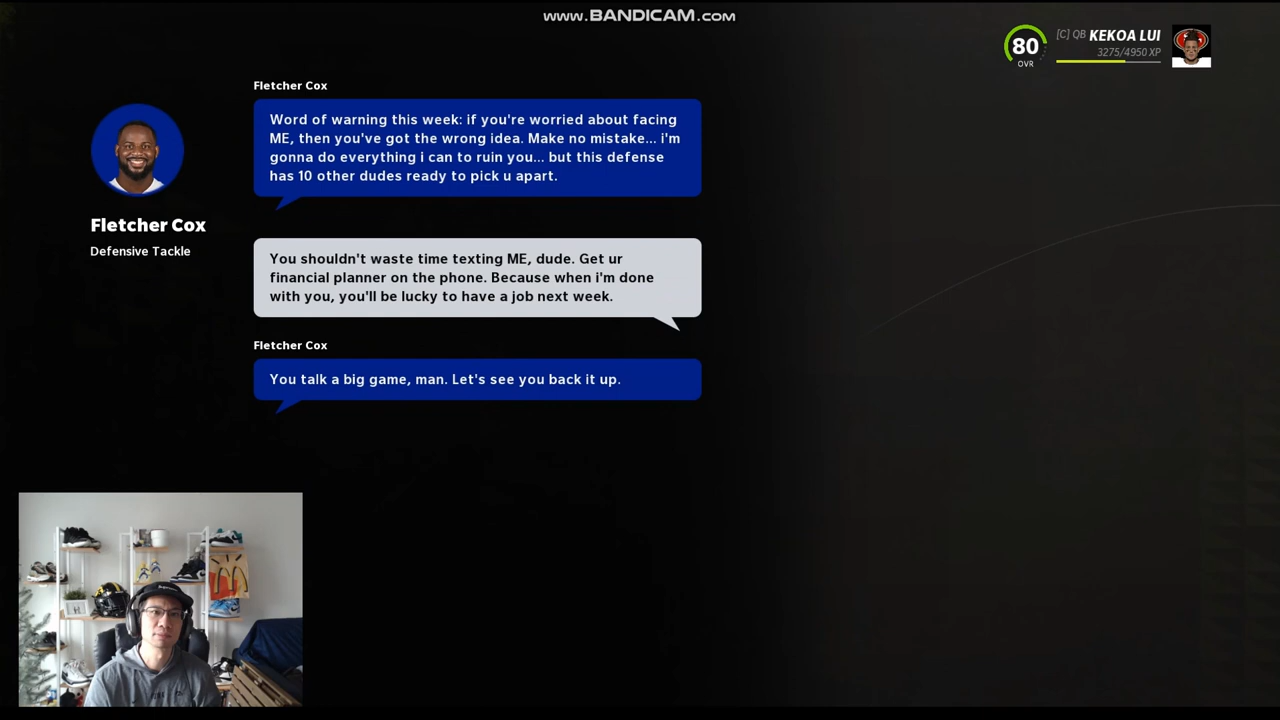 www.BANDICAM.com
80
OVR
[C] QB KEKOA LUI
3275/4950 XP
Fletcher Cox
Word of warning this week: if you're worried about facing
ME, then you've got the wrong idea. Make no mistake... i'm
gonna do everything i can to ruin you... but this defense
has 10 other dudes ready to pick u apart.
Fletcher Cox
Defensive Tackle
You shouldn't waste time texting ME, dude. Get ur
financial planner on the phone. Because when i'm done
with you, you'll be lucky to have a job next week.
Fletcher Cox
You talk a big game, man. Let's see you back it up.